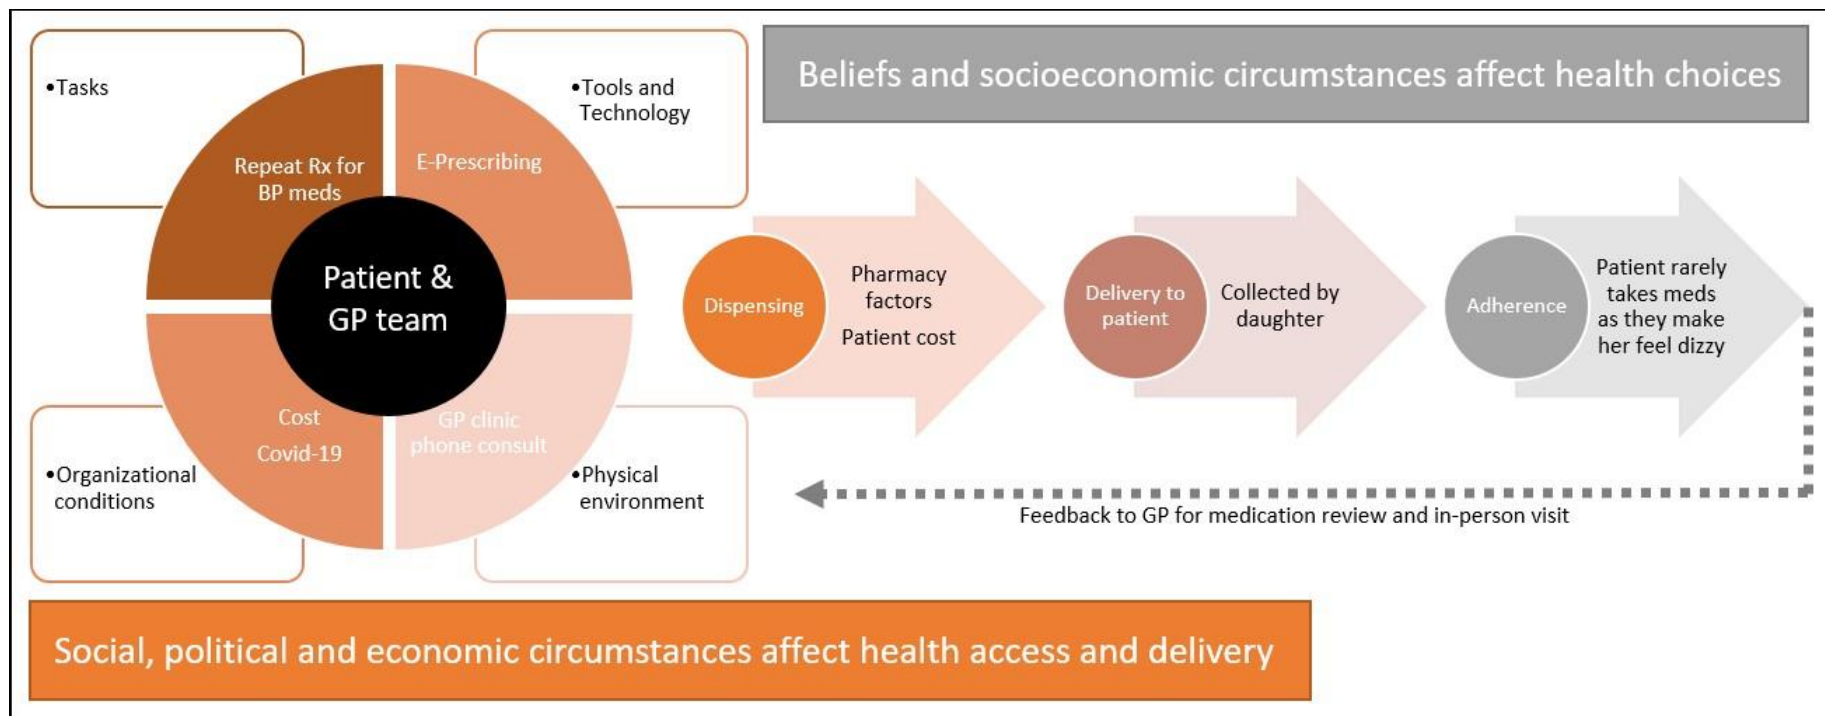 •Tasks
•Tools and
Technology
Beliefs and socioeconomic circumstances affect health choices
Repeat Rx for
BP meds
E-Prescribing
Patient &
GP team
Cost
Covid-19
GP clinic
phone consult
•Organizational
conditions
•Physical
environment
Dispensing
Pharmacy
factors
Patient cost
Delivery to
patient
Collected by
daughter
Adherence
Patient rarely
takes meds
as they make
her feel dizzy
Feedback to GP for medication review and in-person visit
Social, political and economic circumstances affect health access and delivery